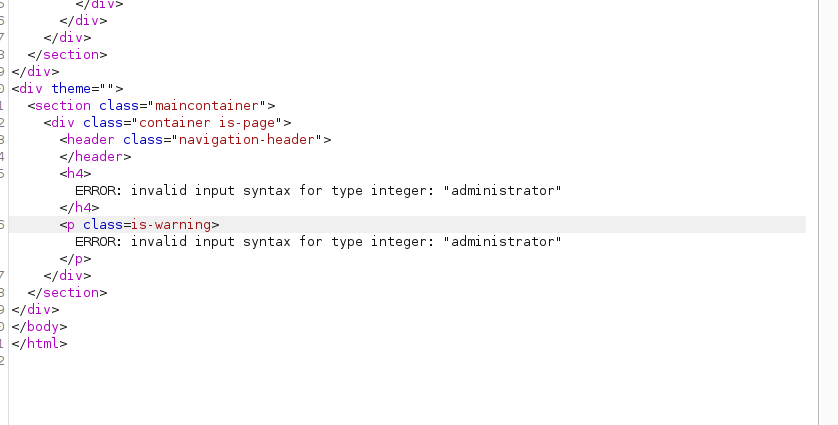 5 </div>
6 </div>
7 </div>
8 </section>
9 </div>
0 <div theme="">
1 <section class="maincontainer">
2 <div class="container is-page">
3 <header class="navigation-header">
4 </header>
5 <h4>
ERROR: invalid input syntax for type integer: "administrator"
</h4>
6 <p class=is-warning>
ERROR: invalid input syntax for type integer: "administrator"
</p>
7 </div>
8 </section>
9 </div>
0 </body>
1 </html>
2